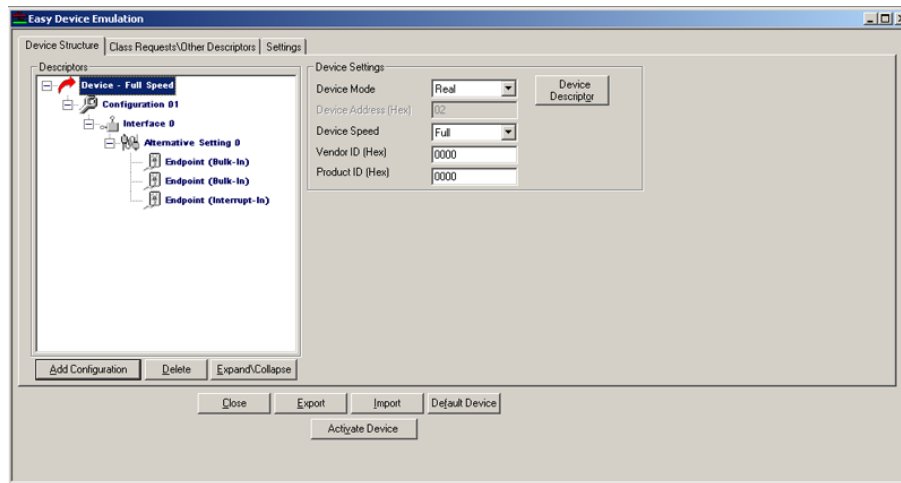 Easy Device Emulation
Device Structure Class Requests\Other Descriptors Settings
Descriptors
Device - Full Speed
Configuration 01
Interface 0
Alternative Setting 0
Endpoint (Bulk-In)
Endpoint (Bulk-In)
Endpoint (Interrupt-In)
Add Configuration Delete Expand\Collapse
Device Settings
Device Mode Real
Device Address (Hex) 02
Device Speed Full
Vendor ID (Hex) 0000
Product ID (Hex) 0000
Device
Descriptor
Close Export Import Default Device
Activate Device